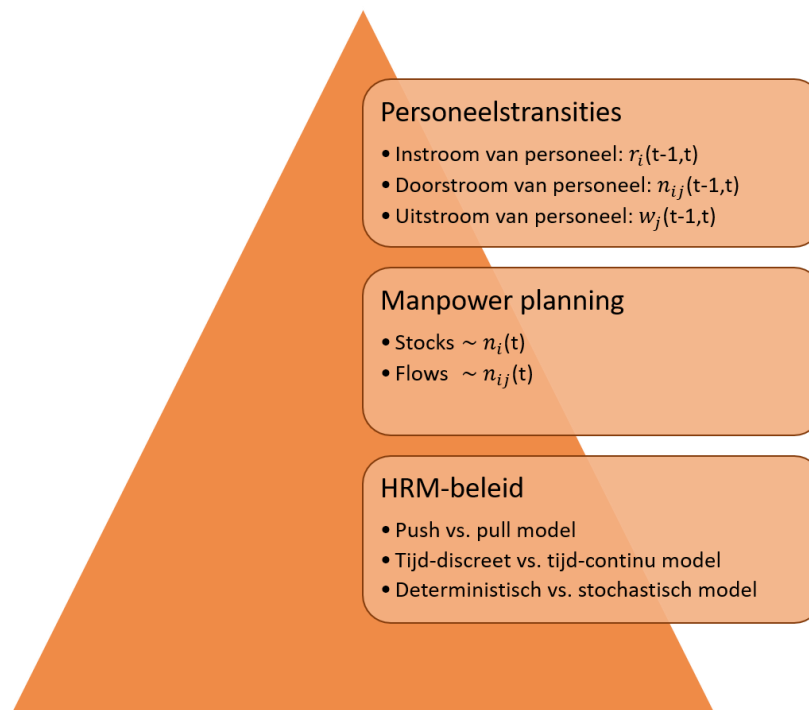 Personeelstransities
• Instroom van personeel: rᵢ(t-1,t)
• Doorstroom van personeel: nᵢⱼ(t-1,t)
• Uitstroom van personeel: wⱼ(t-1,t)
Manpower planning
• Stocks ~ nᵢ(t)
• Flows ~ nᵢⱼ(t)
HRM-beleid
• Push vs. pull model
• Tijd-discreet vs. tijd-continu model
• Deterministisch vs. stochastisch model